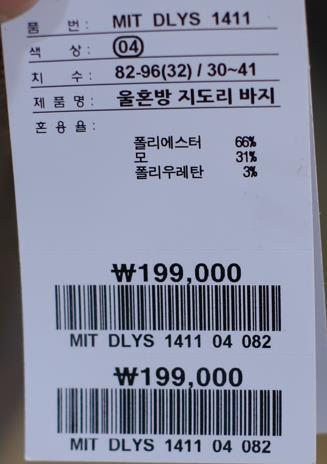 품 번 : MIT DLYS 1411
색 상 : 04
치 수 : 82-96(32) / 30~41
제 품 명 : 울혼방 지도리 바지
혼 용 율 :
폴리에스터 66%
모 31%
폴리우레탄 3%
₩199,000
MIT DLYS 1411 04 082
₩199,000
MIT DLYS 1411 04 082